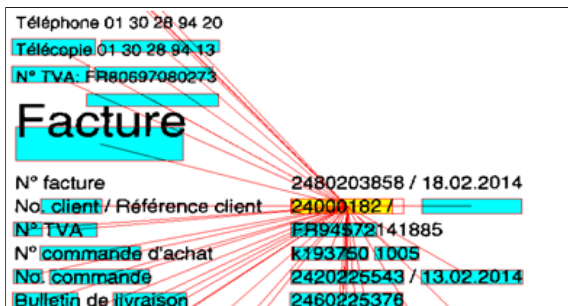 Téléphone 01 30 28 94 20
Télécopie 01 30 28 94 13
N° TVA: FR80697080273
Facture
N° facture 2480203858 / 18.02.2014
No. client / Référence client 24000182 /
N° TVA FR94572141885
N° commande d'achat k193750 1005
No. commande 2420225543 / 13.02.2014
Bulletin de livraison 2460225376